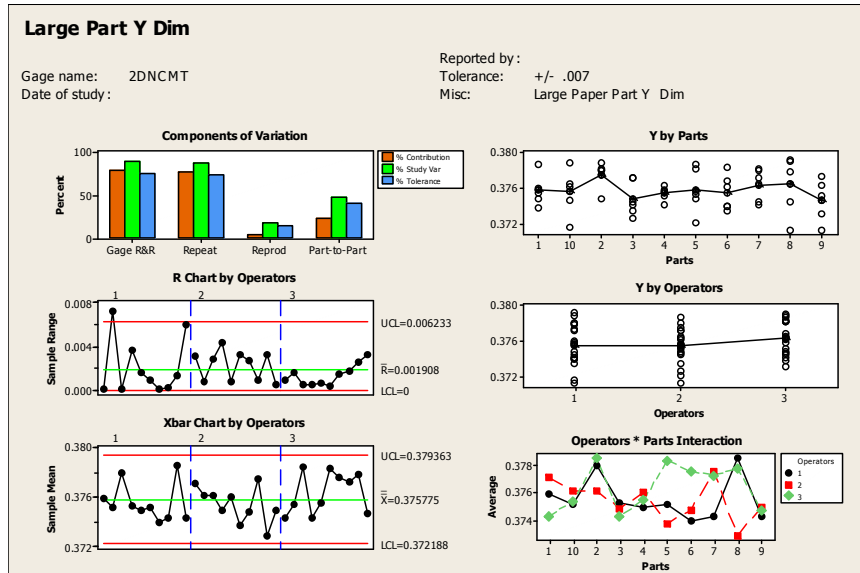 Large Part Y Dim
Gage name: 2DNCMT
Date of study:
Reported by:
Tolerance: +/- .007
Misc: Large Paper Part Y Dim
Components of Variation
Percent
100
50
0
Gage R&R Repeat Reprod Part-to-Part
% Contribution
% Study Var
% Tolerance
Y by Parts
0.380
0.376
0.372
1 10 2 3 4 5 6 7 8 9
Parts
R Chart by Operators
1 2 3
Sample Range
0.008
0.004
0.000
UCL=0.006233
R=0.001908
LCL=0
Y by Operators
0.380
0.376
0.372
1 2 3
Operators
Xbar Chart by Operators
1 2 3
Sample Mean
0.380
0.376
0.372
UCL=0.379363
X=0.375775
LCL=0.372188
Operators * Parts Interaction
Average
0.378
0.376
0.374
1 10 2 3 4 5 6 7 8 9
Parts
Operators
1
2
3